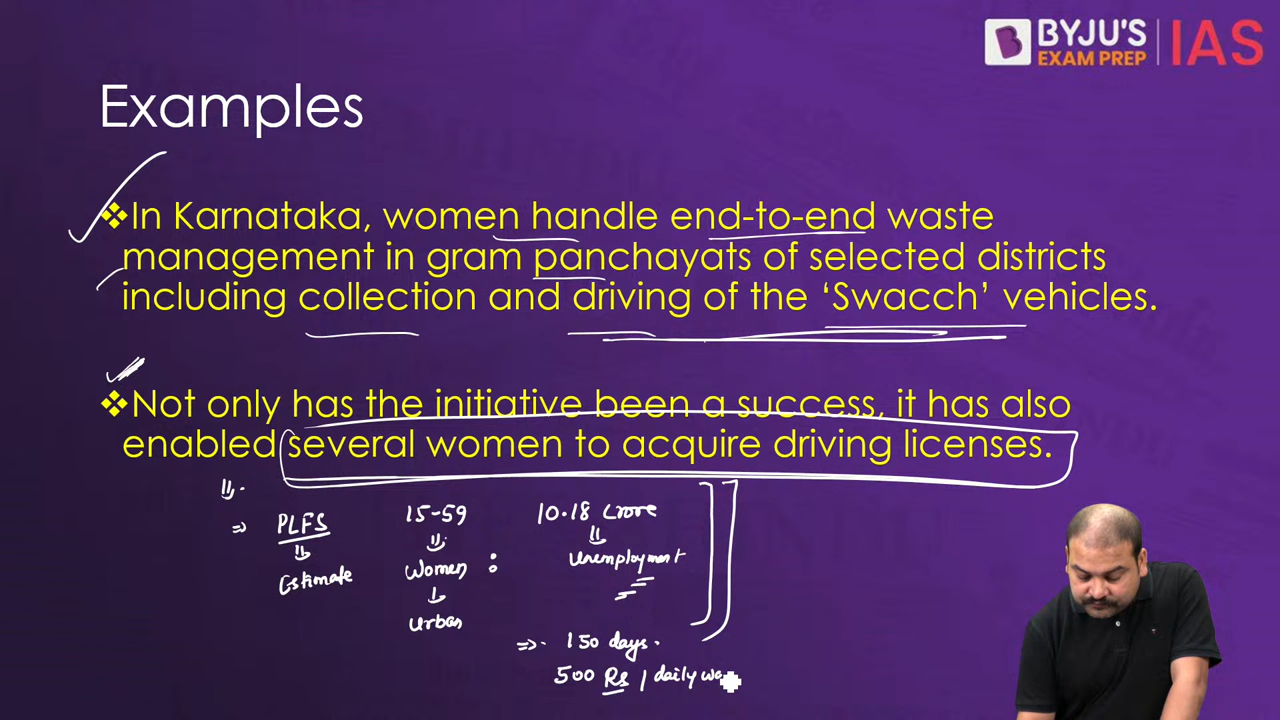 BYJU'S
EXAM PREP
IAS
Examples
❖In Karnataka, women handle end-to-end waste
management in gram panchayats of selected districts
including collection and driving of the ‘Swacch’ vehicles.
❖Not only has the initiative been a success, it has also
enabled several women to acquire driving licenses.
⇒ PLFS 15-59 10.18 Crore
Estimate Women : Unemployment
Urban
⇒ 150 days.
500 Rs / daily